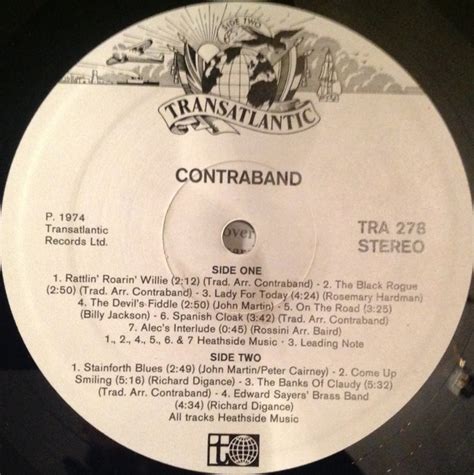 SIDE TWO
TRANSATLANTIC
CONTRABAND
P. 1974
Transatlantic
Records Ltd.
over
TRA 278
STEREO
SIDE ONE
1. Rattlin' Roarin' Willie (2:12) (Trad. Arr. Contraband) - 2. The Black Rogue
(2:50) (Trad. Arr. Contraband) - 3. Lady For Today (4:24) (Rosemary Hardman)
4. The Devil's Fiddle (2:50) (John Martin) - 5. On The Road (3:25)
(Billy Jackson) - 6. Spanish Cloak (3:42) (Trad. Arr. Contraband)
7. Alec's Interlude (0:45) (Rossini Arr. Baird)
1., 2., 4., 5., 6. & 7 Heathside Music - 3. Leading Note
SIDE TWO
1. Stainforth Blues (2:49) (John Martin/Peter Cairney) - 2. Come Up
Smiling (5:16) (Richard Digance) - 3. The Banks Of Claudy (5:32)
(Trad. Arr. Contraband) - 4. Edward Sayers' Brass Band
(4:34) (Richard Digance)
All tracks Heathside Music